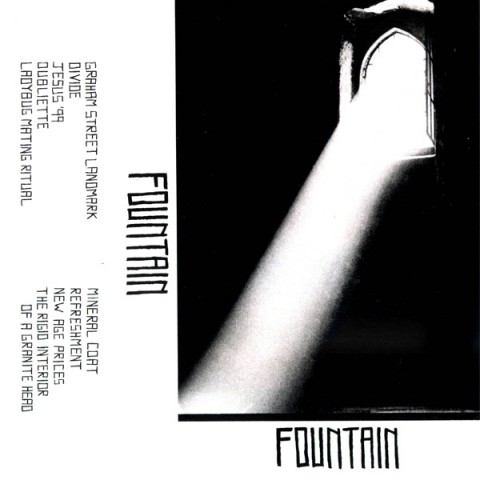 GRAHAM STREET LANDMARK
DIVIDE
JESUS '99
OUBLIETTE
LADYBUG MATING RITUAL
MINERAL COAT
REFRESHMENT
NEW AGE PRICES
THE RIGID INTERIOR
OF A GRANITE HEAD
FOUNTAIN
FOUNTAIN